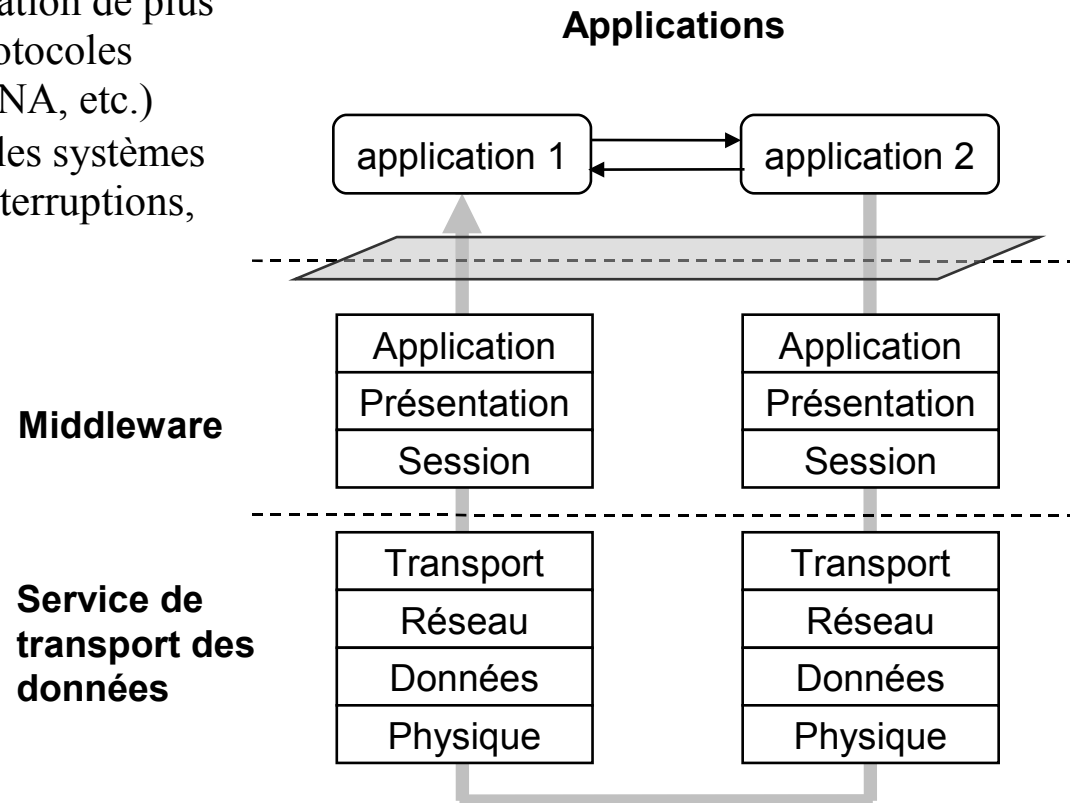 ation de plus
otocoles
NA, etc.)
les systèmes
terruptions,
Applications
application 1
application 2
Middleware
Application
Présentation
Session
Application
Présentation
Session
Service de
transport des
données
Transport
Réseau
Données
Physique
Transport
Réseau
Données
Physique